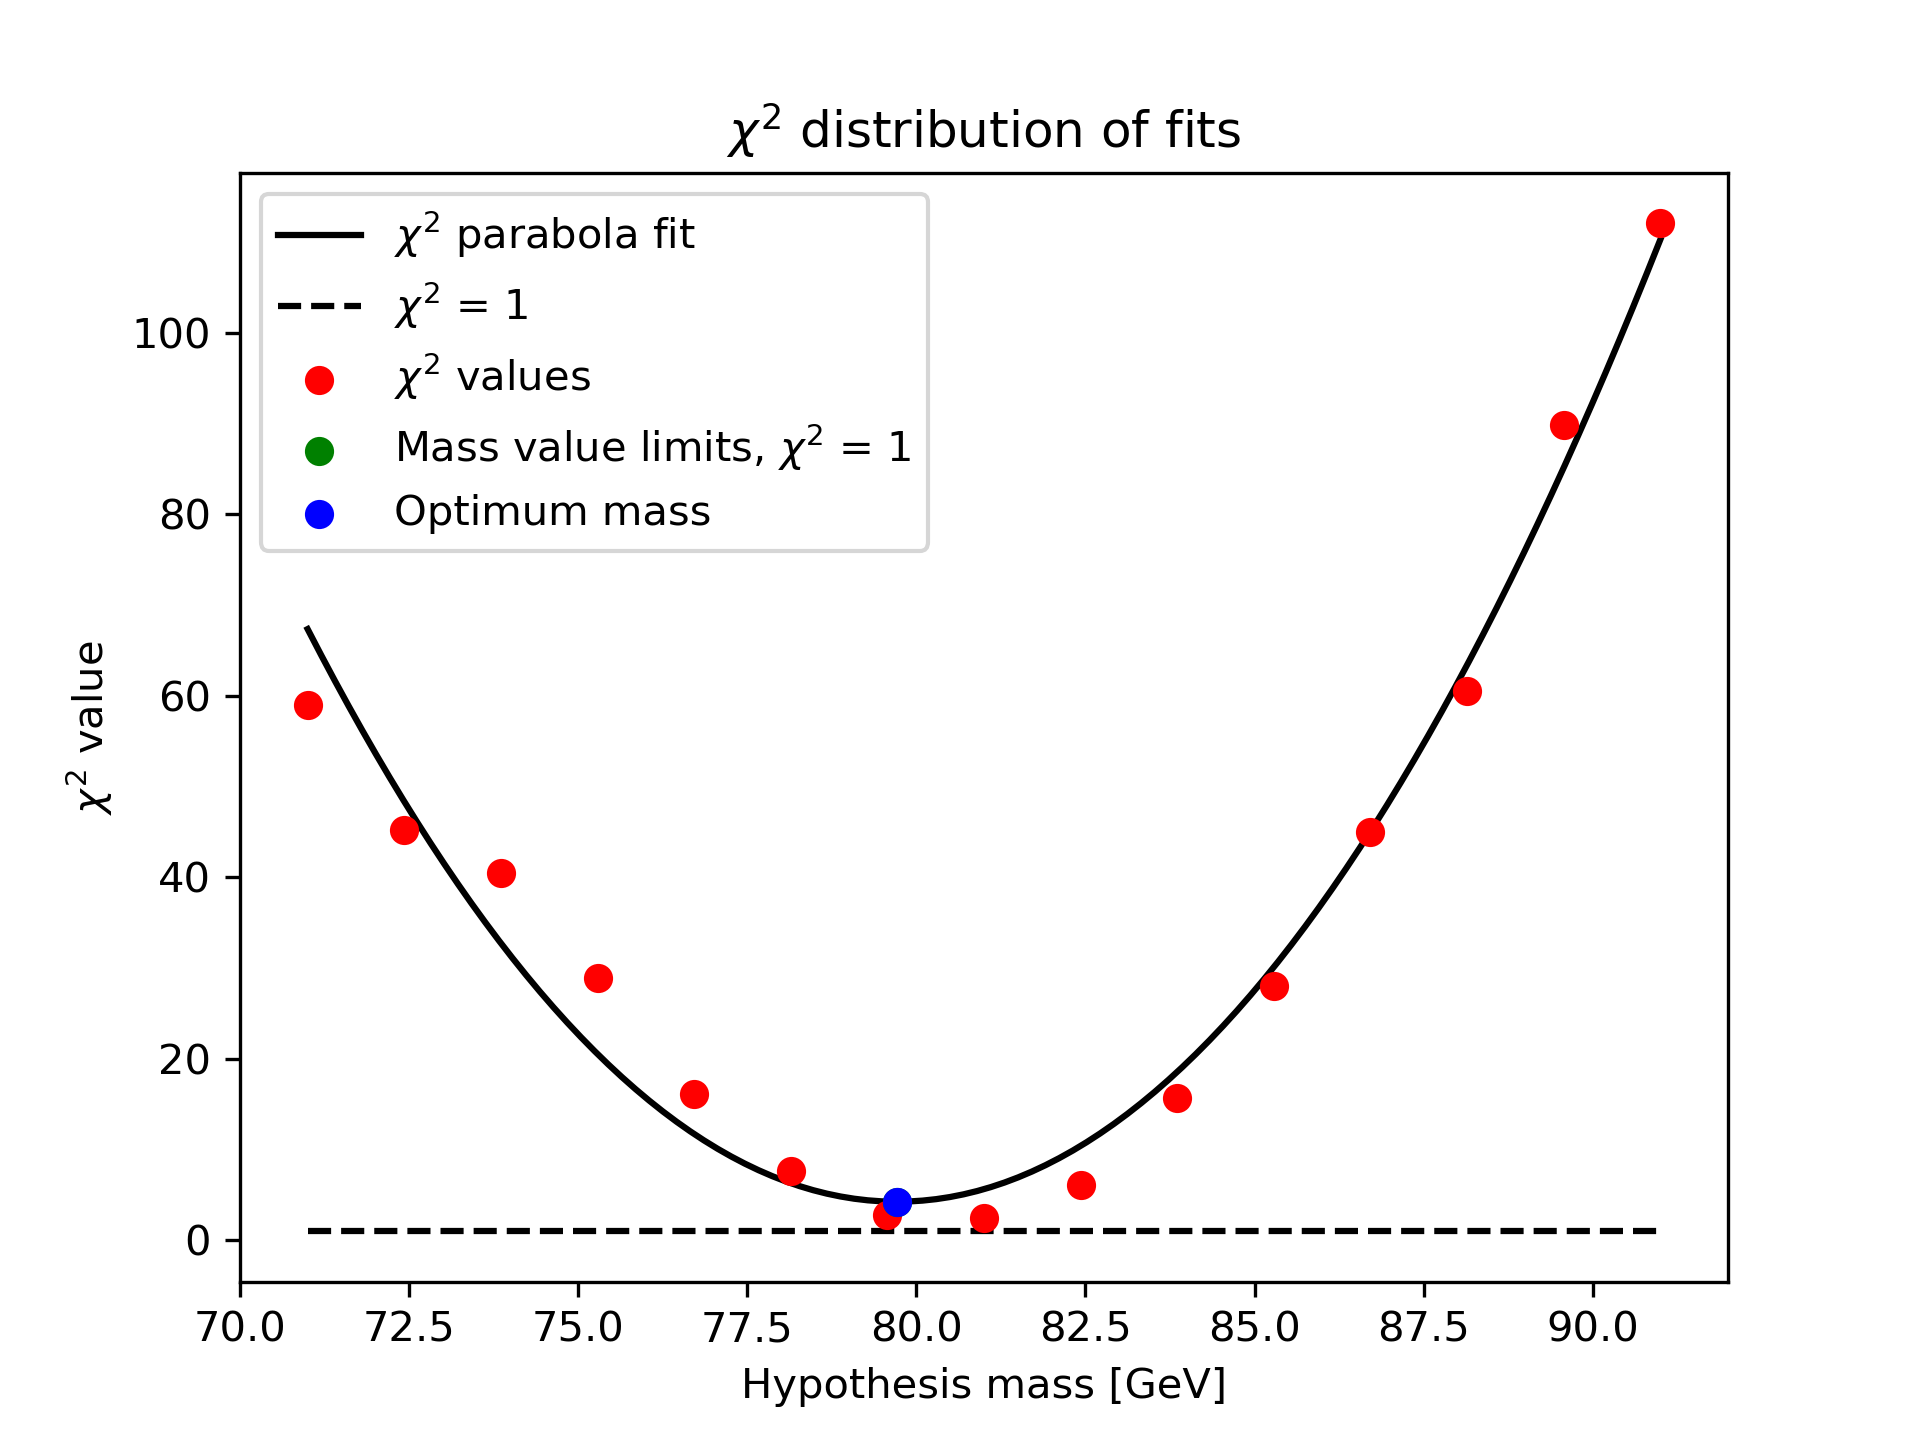 χ² distribution of fits
χ² parabola fit
χ² = 1
χ² values
Mass value limits, χ² = 1
Optimum mass
χ² value
100
80
60
40
20
0
70.0 72.5 75.0 77.5 80.0 82.5 85.0 87.5 90.0
Hypothesis mass [GeV]